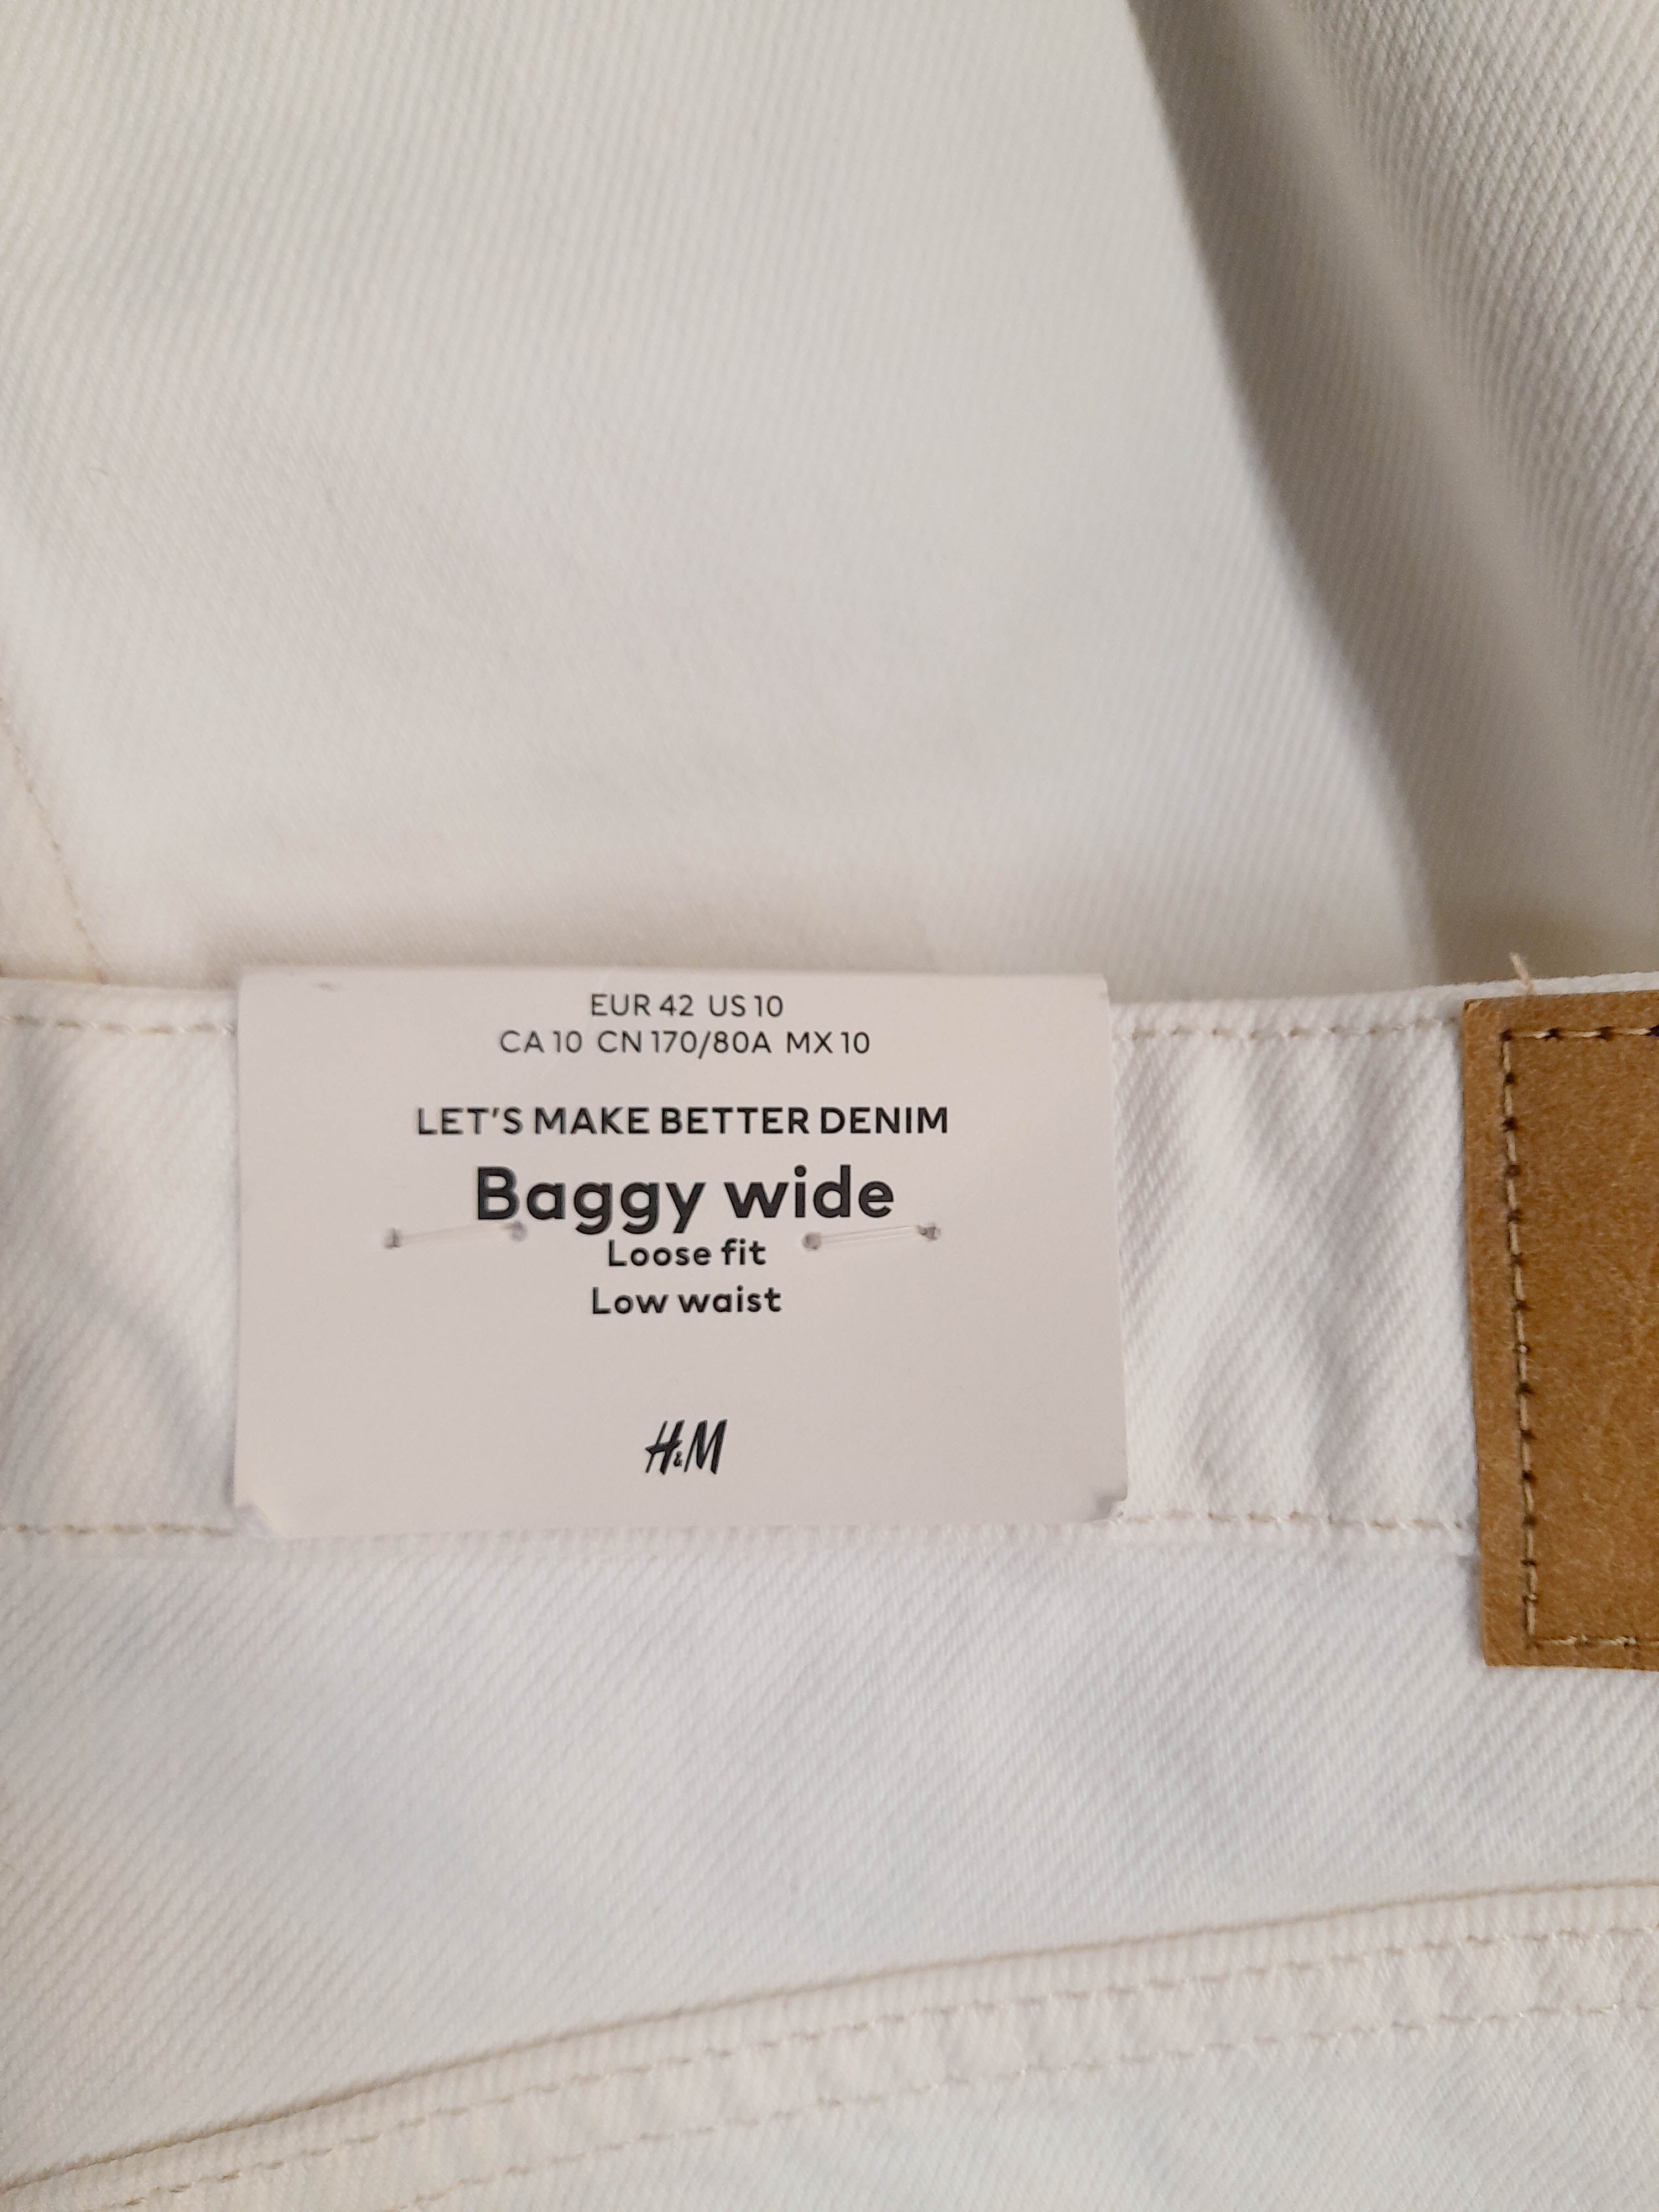 EUR 42 US 10
CA 10 CN 170/80A MX 10
LET'S MAKE BETTER DENIM
Baggy wide
Loose fit
Low waist
H&M